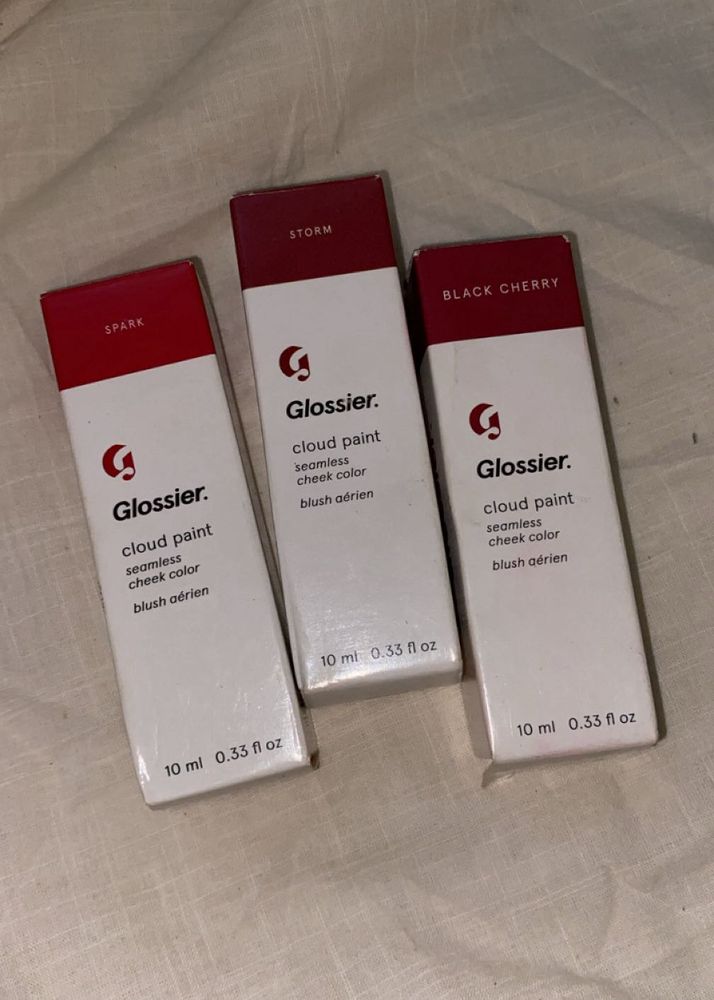 SPARK
Glossier.
cloud paint
seamless
cheek color
blush aérien
10 ml 0.33 fl oz
STORM
Glossier.
cloud paint
seamless
cheek color
blush aérien
10 ml 0.33 fl oz
BLACK CHERRY
Glossier.
cloud paint
seamless
cheek color
blush aérien
10 ml 0.33 fl oz